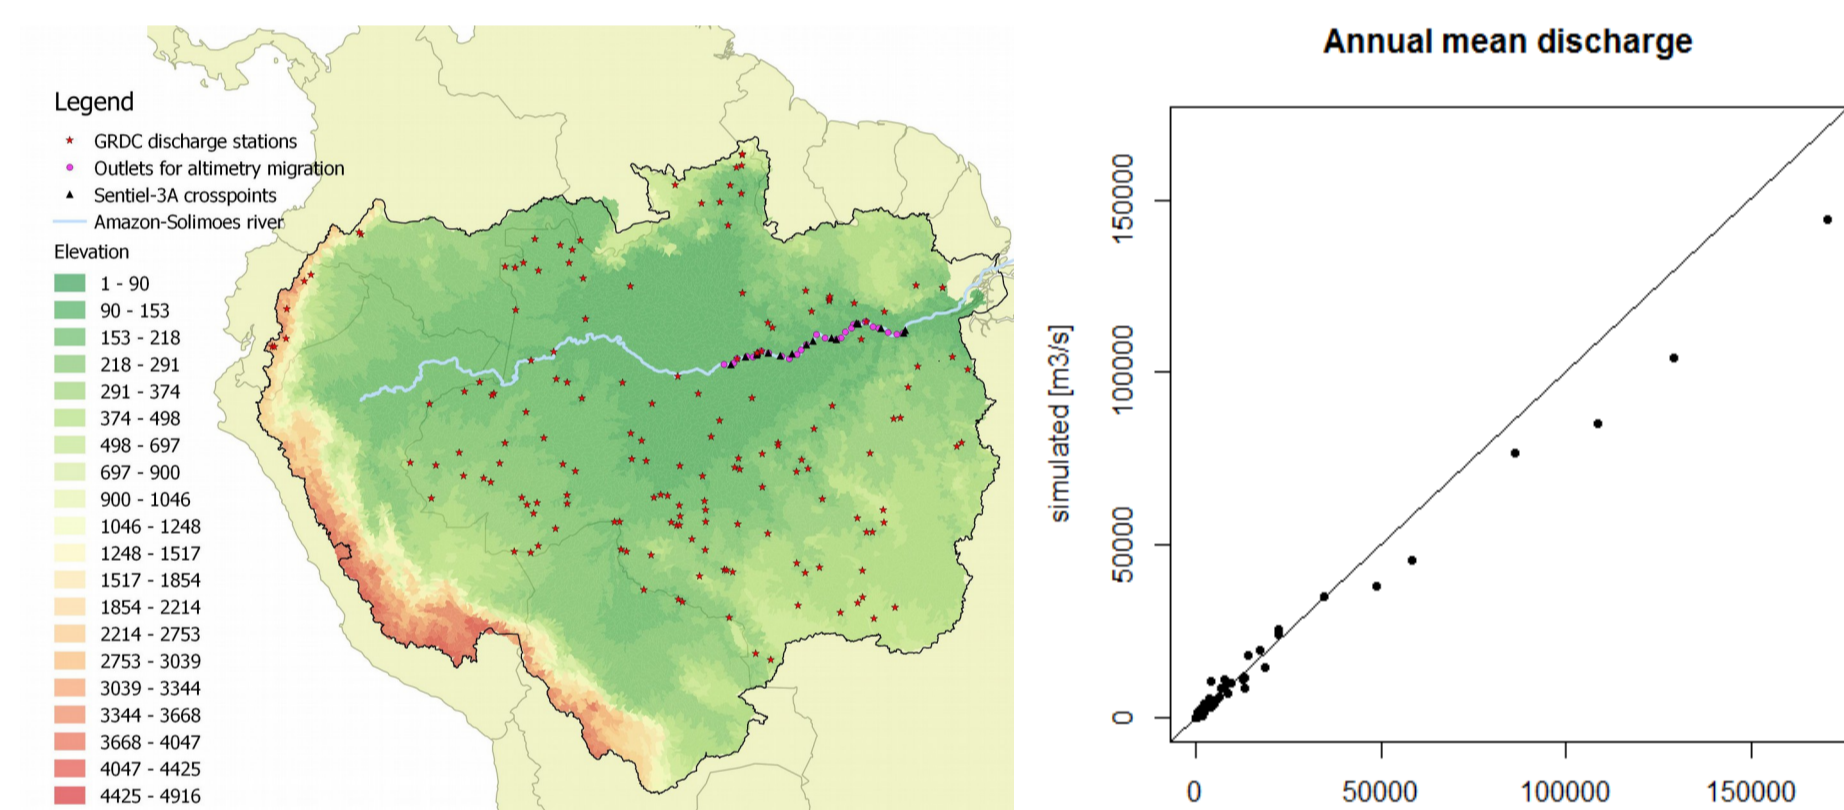 Legend
GRDC discharge stations
Outlets for altimetry migration
Sentiel-3A crosspoints
Amazon-Solimoes river
Elevation
1 - 90
90 - 153
153 - 218
218 - 291
291 - 374
374 - 498
498 - 697
697 - 900
900 - 1046
1046 - 1248
1248 - 1517
1517 - 1854
1854 - 2214
2214 - 2753
2753 - 3039
3039 - 3344
3344 - 3668
3668 - 4047
4047 - 4425
4425 - 4916
Annual mean discharge
simulated [m3/s]
150000
100000
50000
0
0 50000 100000 150000